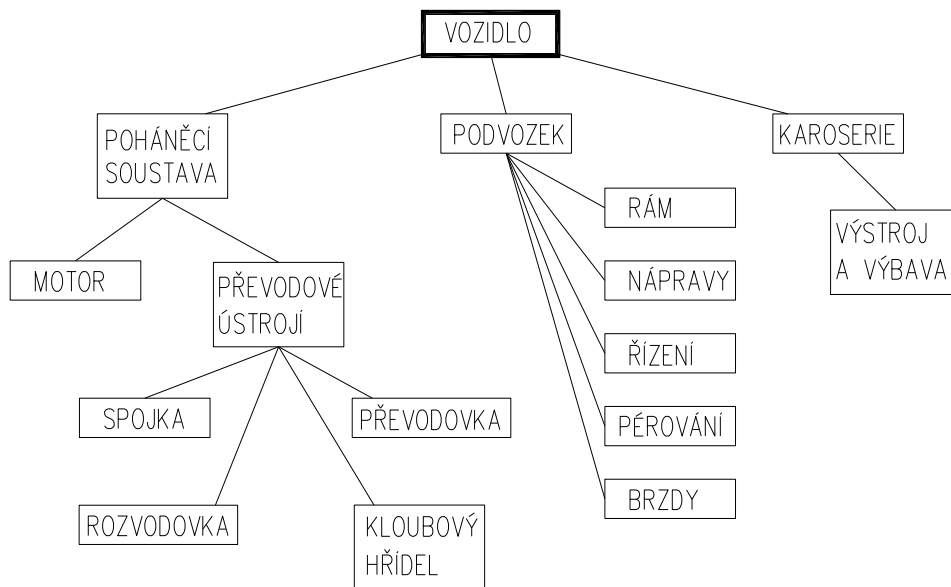 VOZIDLO
POHÁNĚCÍ
SOUSTAVA
PODVOZEK
KAROSERIE
MOTOR
PŘEVODOVÉ
ÚSTROJÍ
SPOJKA
PŘEVODOVKA
ROZVODOVKA
KLOUBOVÝ
HŘÍDEL
RÁM
NÁPRAVY
ŘÍZENÍ
PÉROVÁNÍ
BRZDY
VÝSTROJ
A VÝBAVA